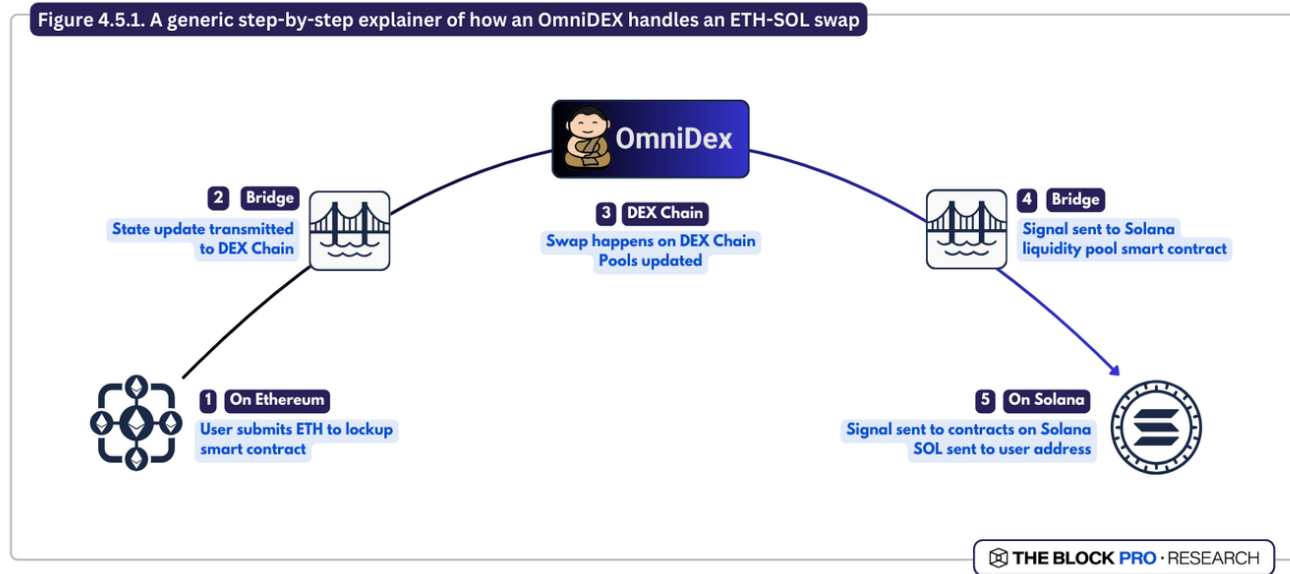 Figure 4.5.1. A generic step-by-step explainer of how an OmniDEX handles an ETH-SOL swap
OmniDex
2 Bridge
State update transmitted
to DEX Chain
3 DEX Chain
Swap happens on DEX Chain
Pools updated
4 Bridge
Signal sent to Solana
liquidity pool smart contract
1 On Ethereum
User submits ETH to lockup
smart contract
5 On Solana
Signal sent to contracts on Solana
SOL sent to user address
THE BLOCK PRO · RESEARCH